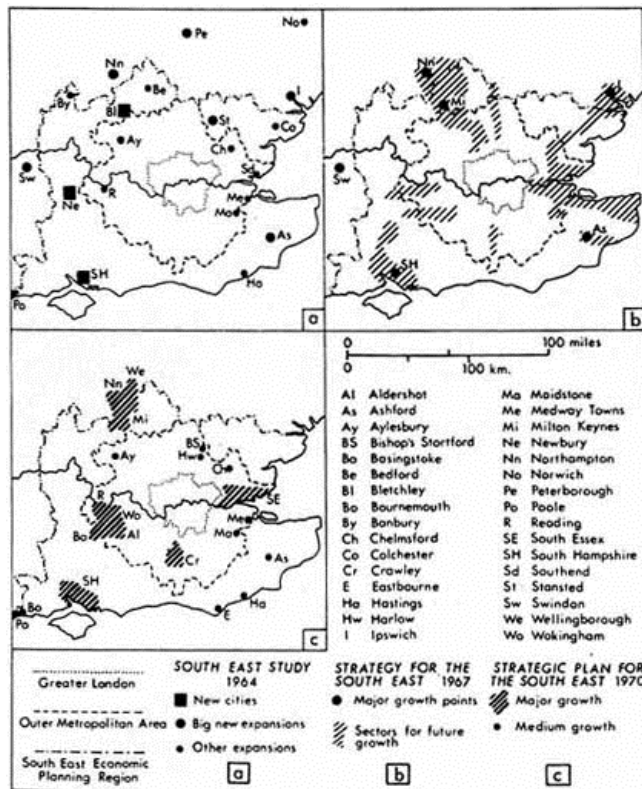 No
Pe
Nn
By
Be
Bl
I
St
Co
Ay
Ch
Sw
Sd
R
Ne
Me
Ma
As
SH
Ha
Po
a
Nn
Mi
I
Sw
As
SH
b
We
Nn
Mi
BS
Hw
Ay
SE
R
Wo
Me
Bo
Al
Ma
Cr
As
SH
Bo
Ha
Po
E
c
0 100 miles
0 100 km.
Al Aldershot
As Ashford
Ay Aylesbury
BS Bishop's Stortford
Ba Basingstoke
Be Bedford
Bl Bletchley
Bo Bournemouth
By Banbury
Ch Chelmsford
Co Colchester
Cr Crawley
E Eastbourne
Ha Hastings
Hw Harlow
I Ipswich
Ma Maidstone
Me Medway Towns
Mi Milton Keynes
Ne Newbury
Nn Northampton
No Norwich
Pe Peterborough
Po Poole
R Reading
SE South Essex
SH South Hampshire
Sd Southend
St Stansted
Sw Swindon
We Wellingborough
Wo Wokingham
Greater London
Outer Metropolitan Area
South East Economic
Planning Region
SOUTH EAST STUDY
1964
New cities
Big new expansions
Other expansions
a
STRATEGY FOR THE
SOUTH EAST 1967
Major growth points
Sectors for future
growth
b
STRATEGIC PLAN FOR
THE SOUTH EAST 1970
Major growth
Medium growth
c